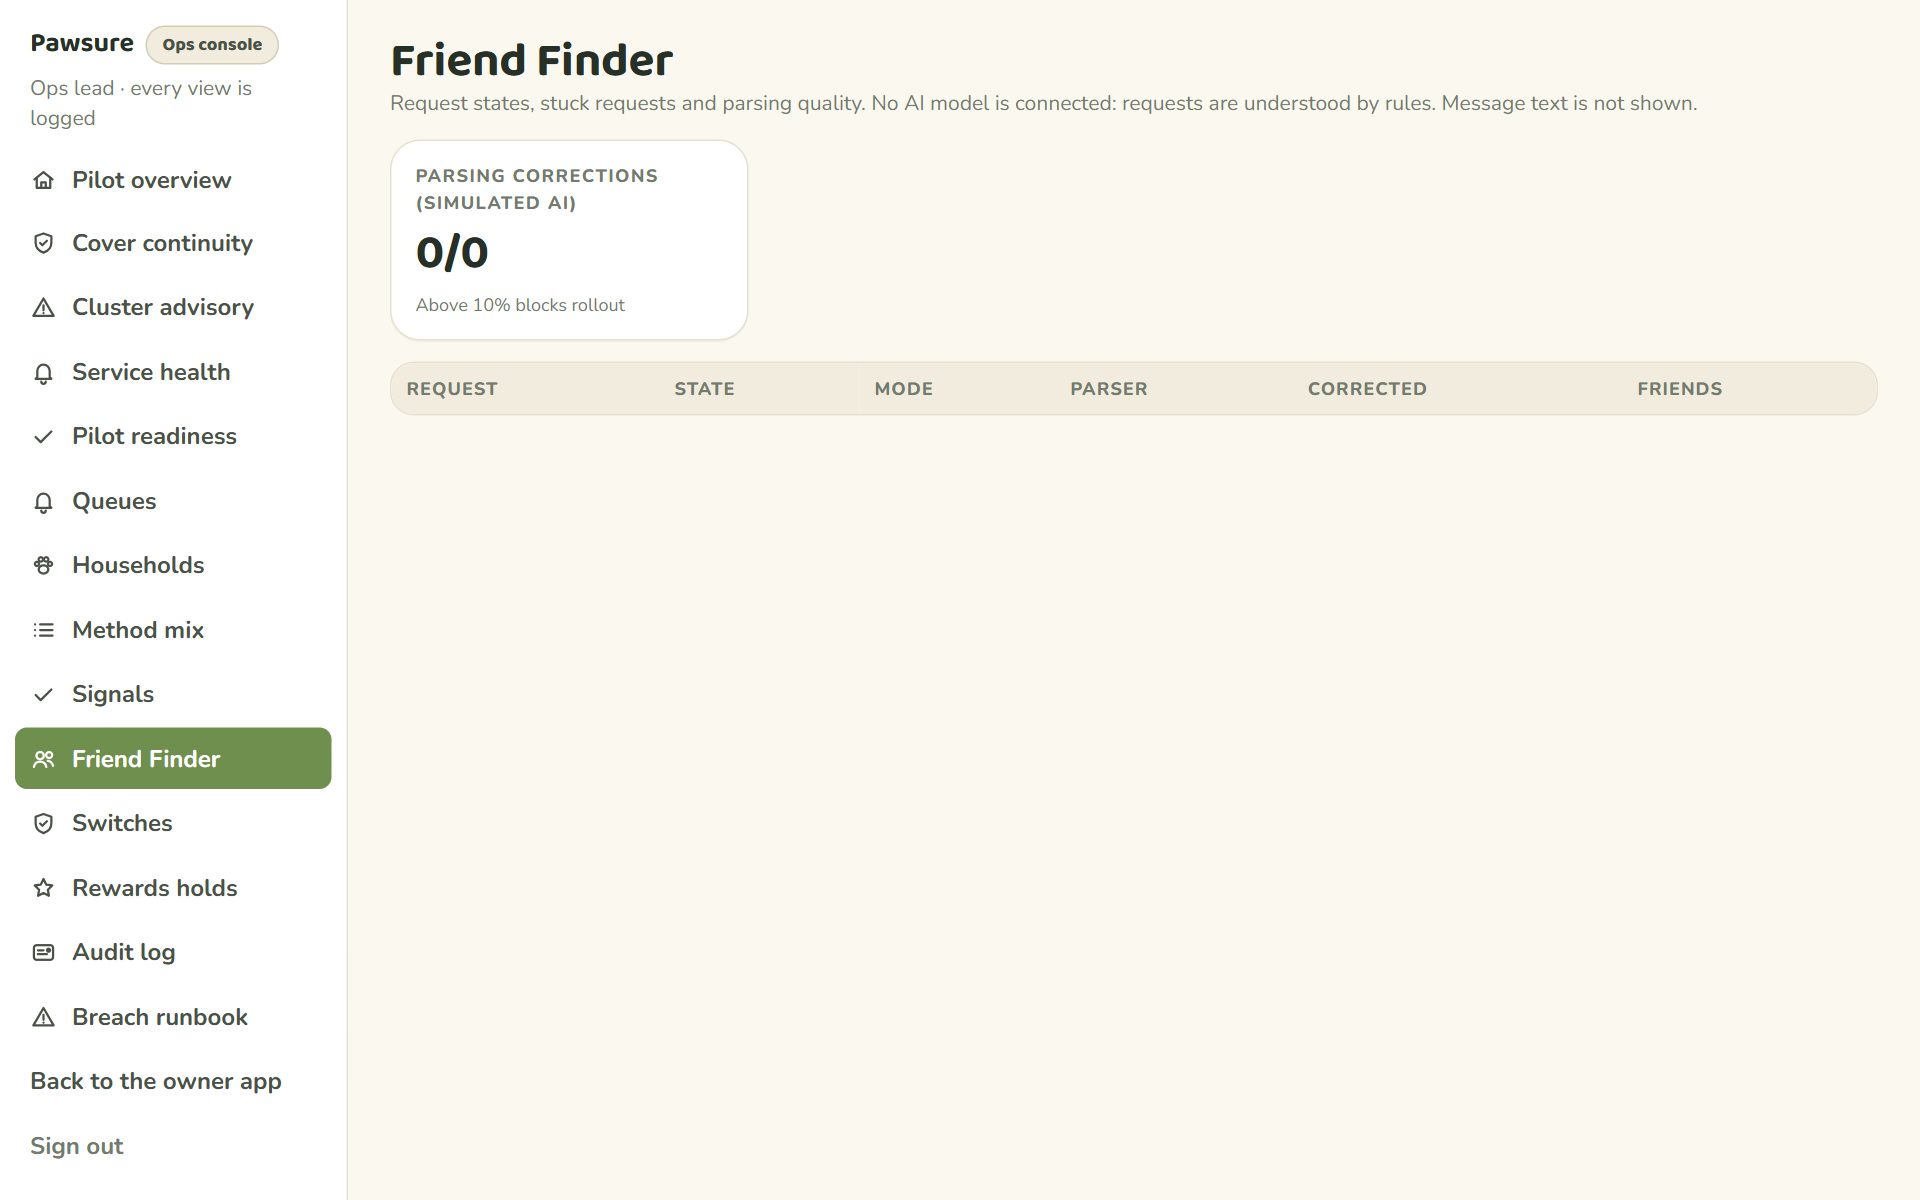 Pawsure
Ops console
Ops lead · every view is
logged
Pilot overview
Cover continuity
Cluster advisory
Service health
Pilot readiness
Queues
Households
Method mix
Signals
Friend Finder
Switches
Rewards holds
Audit log
Breach runbook
Back to the owner app
Sign out
Friend Finder
Request states, stuck requests and parsing quality. No AI model is connected: requests are understood by rules. Message text is not shown.
PARSING CORRECTIONS
(SIMULATED AI)
0/0
Above 10% blocks rollout
REQUEST STATE MODE PARSER CORRECTED FRIENDS